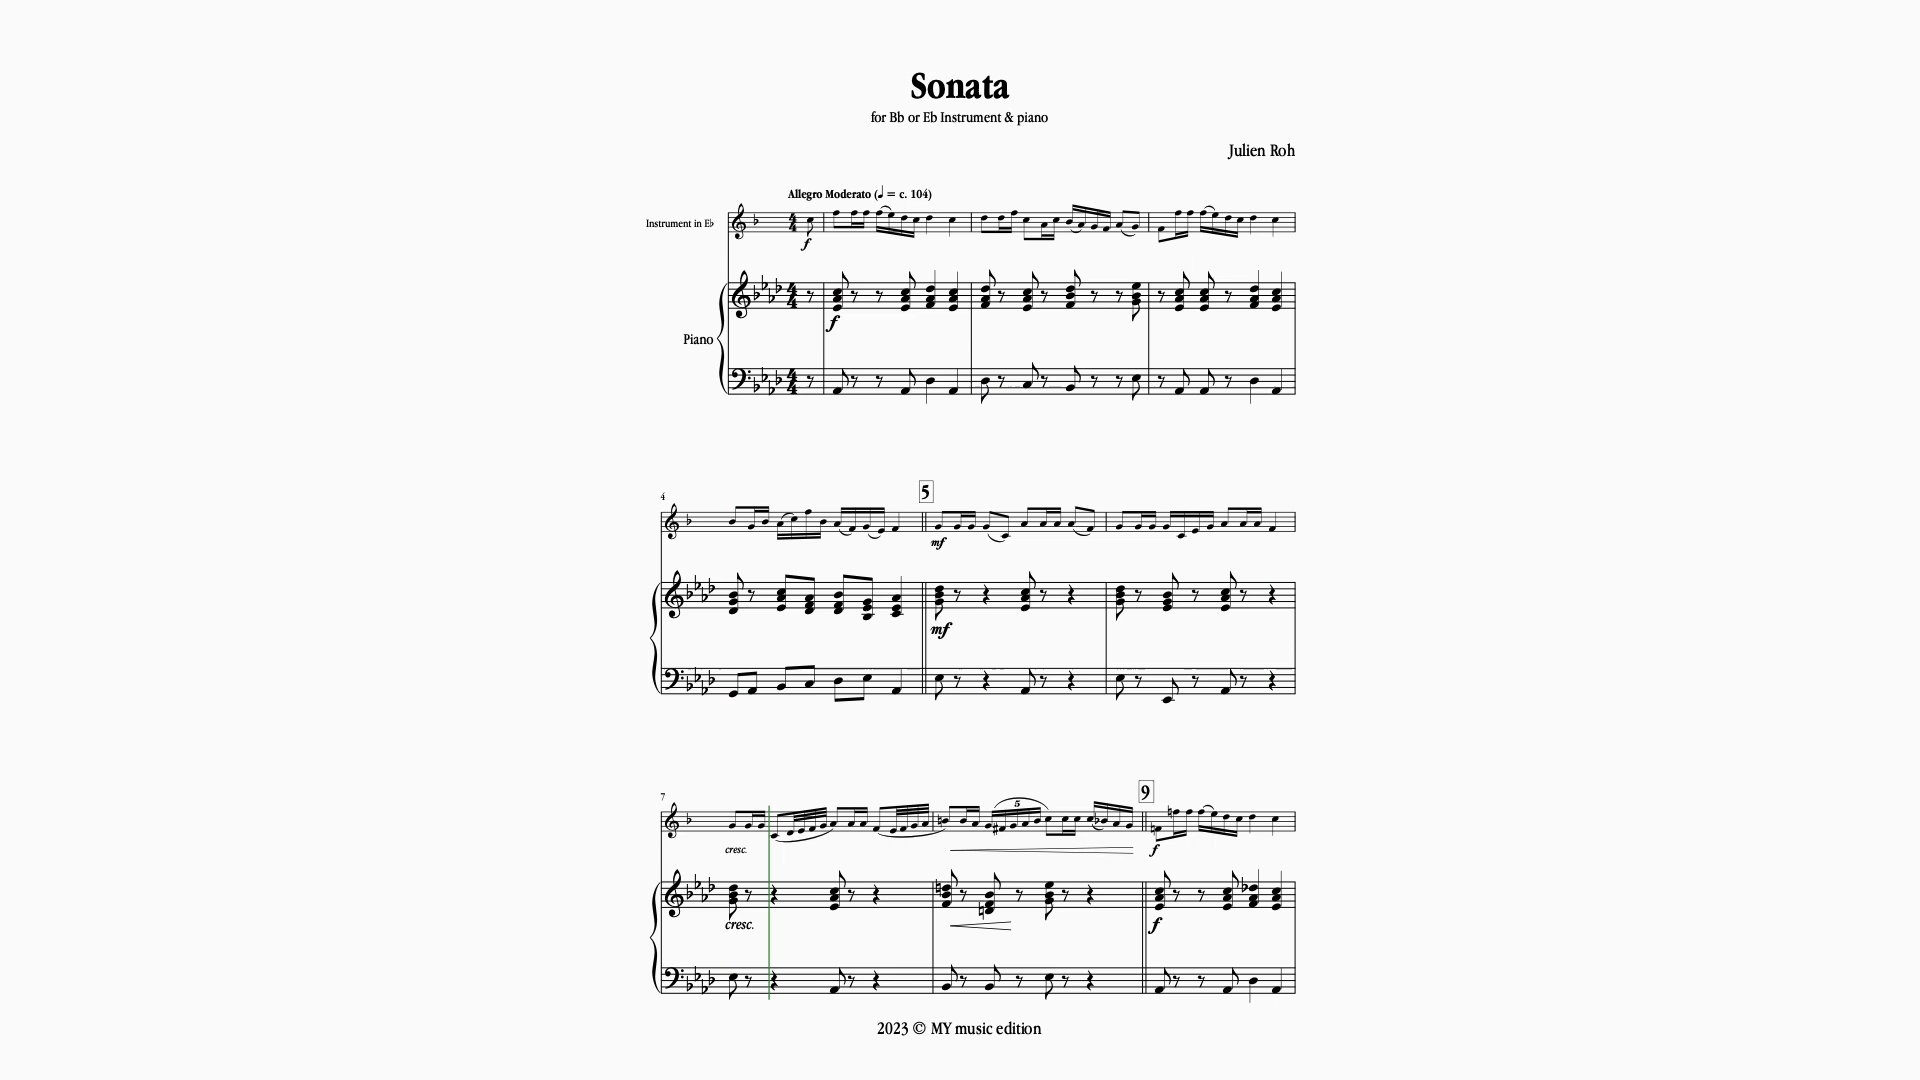 Sonata
for Bb or Eb Instrument & piano
Julien Roh
Allegro Moderato (♩ = c. 104)
Instrument in E♭
f
f
Piano
4
5
mf
mf
7
9
5
cresc.
f
cresc.
f
2023 © MY music edition